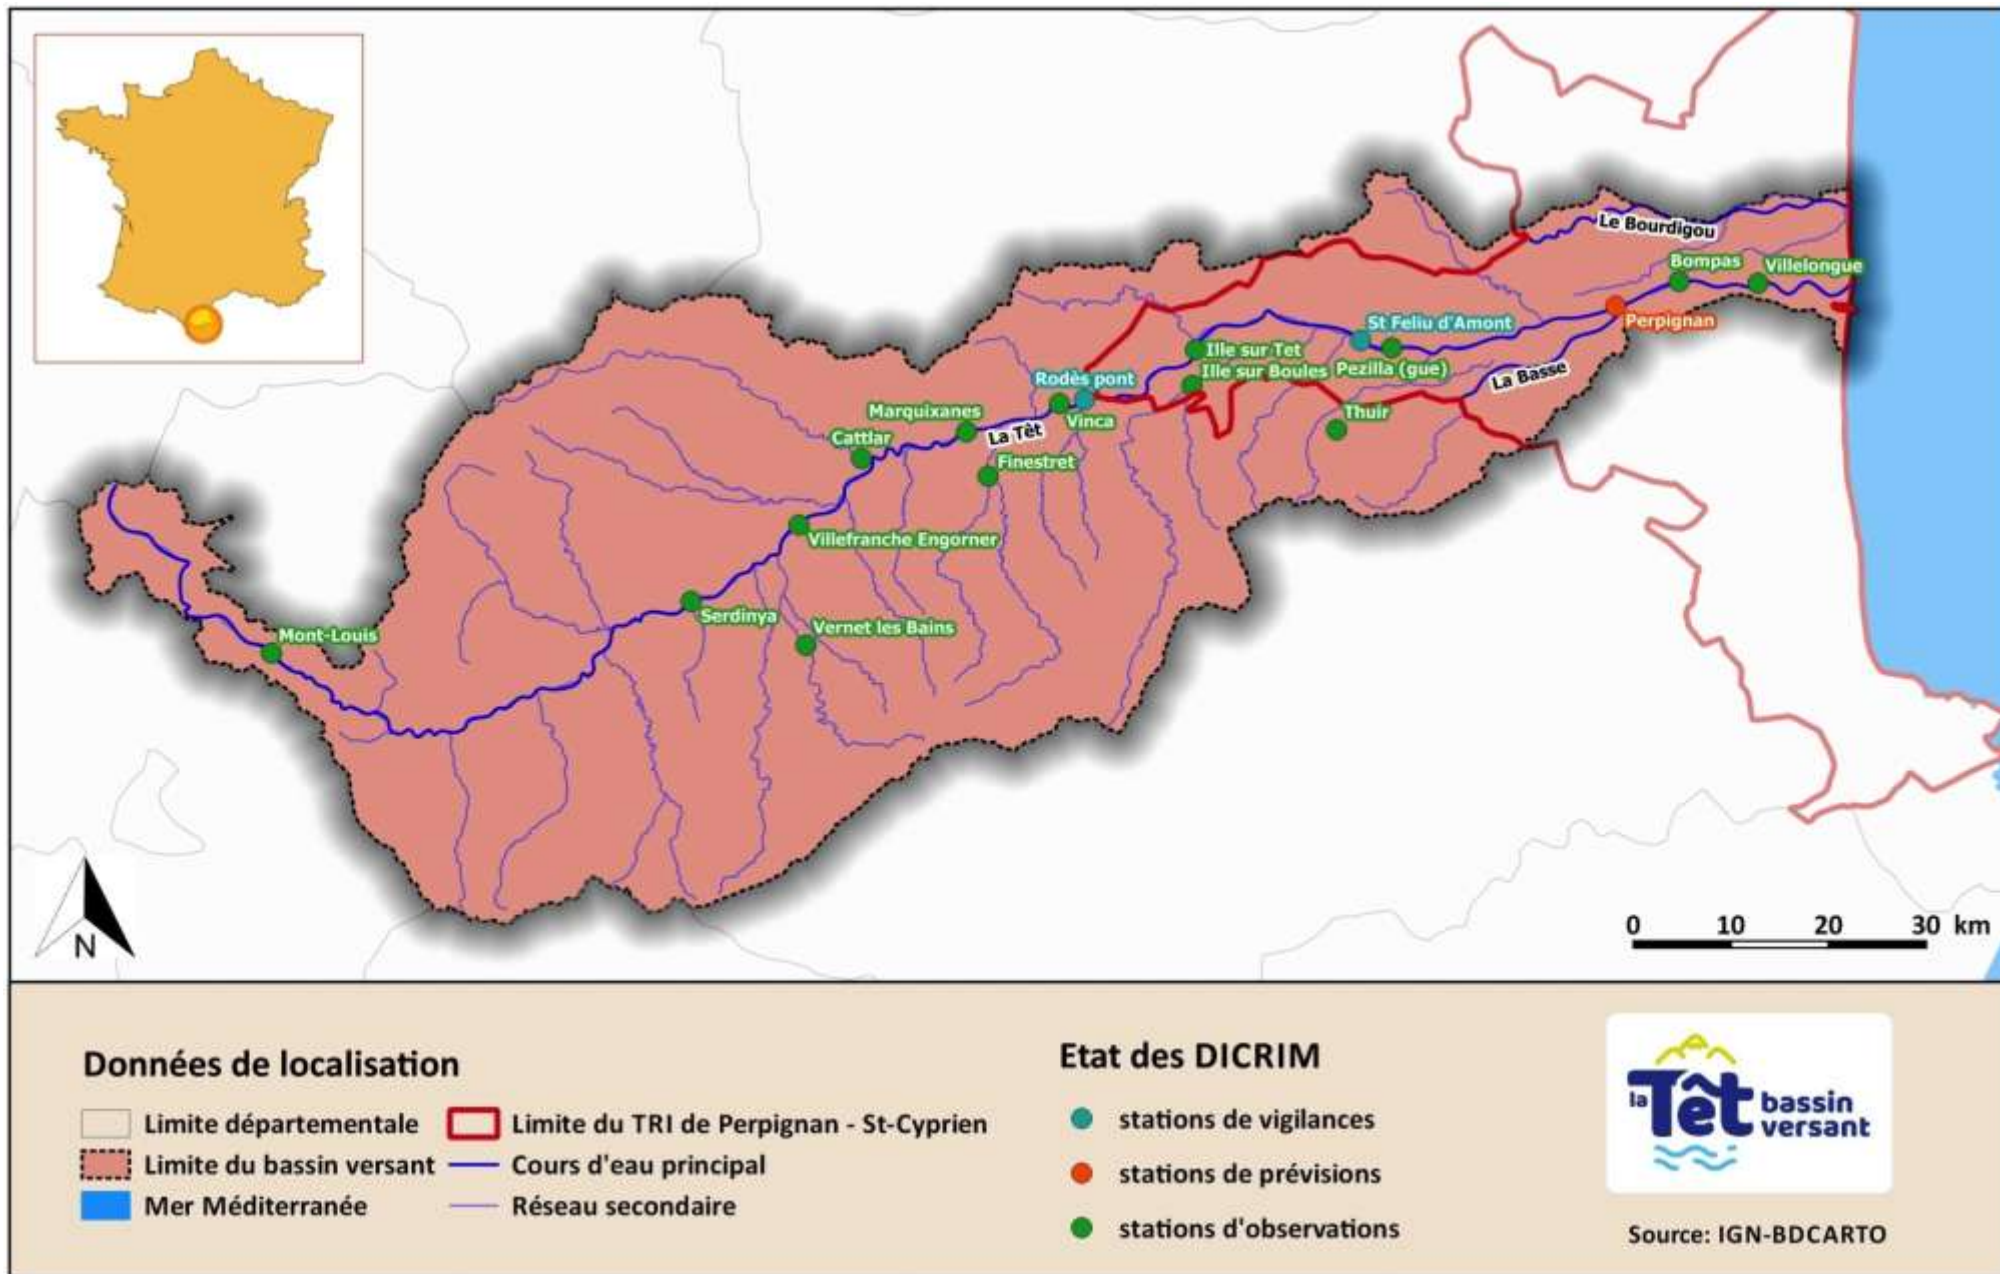 Le Bourdigou
Bompas
Villelongue
Perpignan
St Feliu d'Amont
Ille sur Tet
Ille sur Boules
Pezilla (gue)
La Basse
Rodès pont
Thuir
Marquixanes
Vinca
La Têt
Cattlar
Finestret
Villefranche Engorner
Serdinya
Vernet les Bains
Mont-Louis
N
0 10 20 30 km
Données de localisation
Limite départementale
Limite du TRI de Perpignan - St-Cyprien
Limite du bassin versant
Cours d'eau principal
Mer Méditerranée
Réseau secondaire
Etat des DICRIM
stations de vigilances
stations de prévisions
stations d'observations
la Têt bassin
versant
Source: IGN-BDCARTO